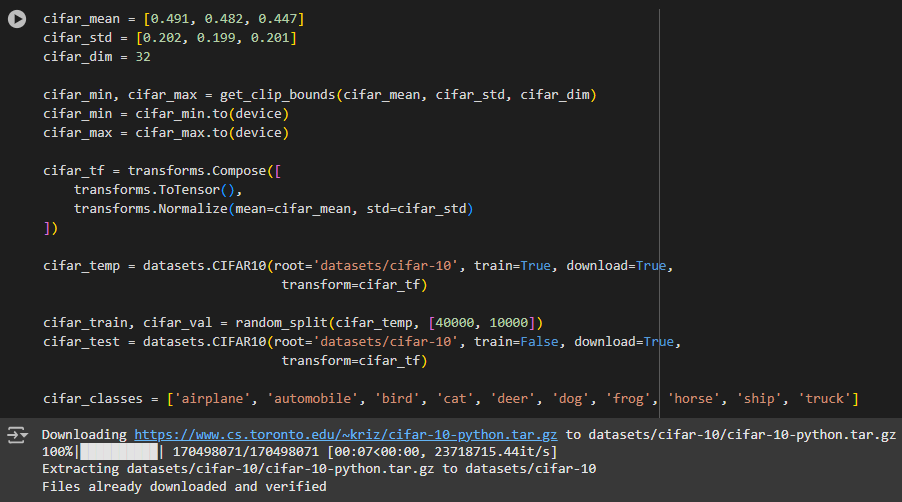 cifar_mean = [0.491, 0.482, 0.447]
cifar_std = [0.202, 0.199, 0.201]
cifar_dim = 32
cifar_min, cifar_max = get_clip_bounds(cifar_mean, cifar_std, cifar_dim)
cifar_min = cifar_min.to(device)
cifar_max = cifar_max.to(device)
cifar_tf = transforms.Compose([
    transforms.ToTensor(),
    transforms.Normalize(mean=cifar_mean, std=cifar_std)
])
cifar_temp = datasets.CIFAR10(root='datasets/cifar-10', train=True, download=True,
                              transform=cifar_tf)
cifar_train, cifar_val = random_split(cifar_temp, [40000, 10000])
cifar_test = datasets.CIFAR10(root='datasets/cifar-10', train=False, download=True,
                              transform=cifar_tf)
cifar_classes = ['airplane', 'automobile', 'bird', 'cat', 'deer', 'dog', 'frog', 'horse', 'ship', 'truck']
Downloading https://www.cs.toronto.edu/~kriz/cifar-10-python.tar.gz to datasets/cifar-10/cifar-10-python.tar.gz
100%|██████████| 170498071/170498071 [00:07<00:00, 23718715.44it/s]
Extracting datasets/cifar-10/cifar-10-python.tar.gz to datasets/cifar-10
Files already downloaded and verified